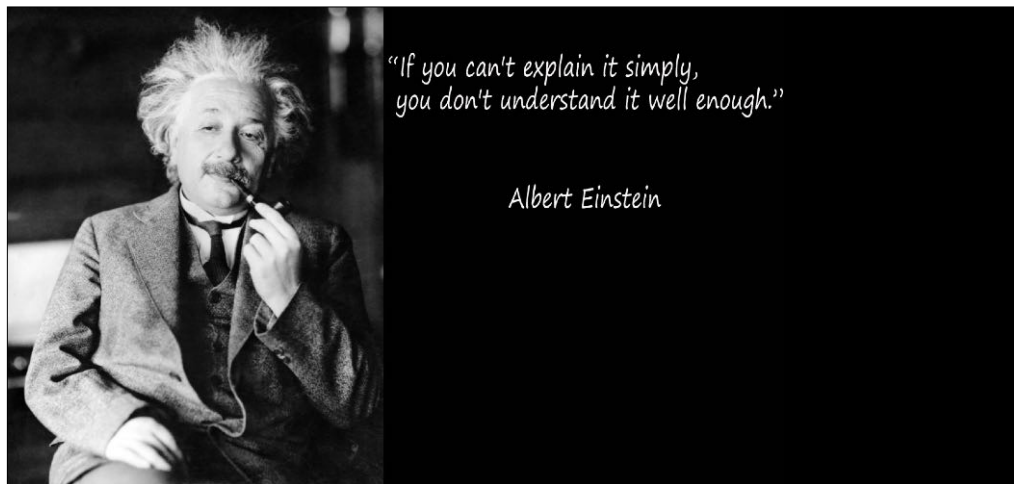 “If you can't explain it simply,
you don't understand it well enough.”
Albert Einstein